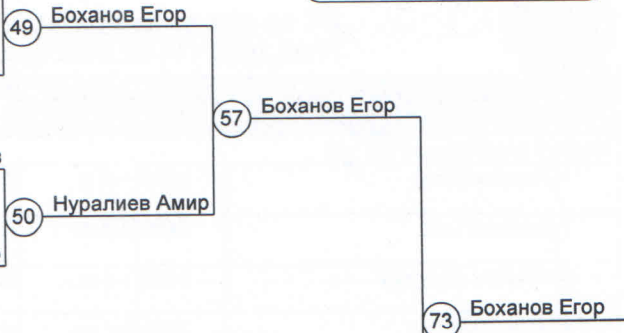 49 Боханов Егор
57 Боханов Егор
50 Нуралиев Амир
73 Боханов Егор